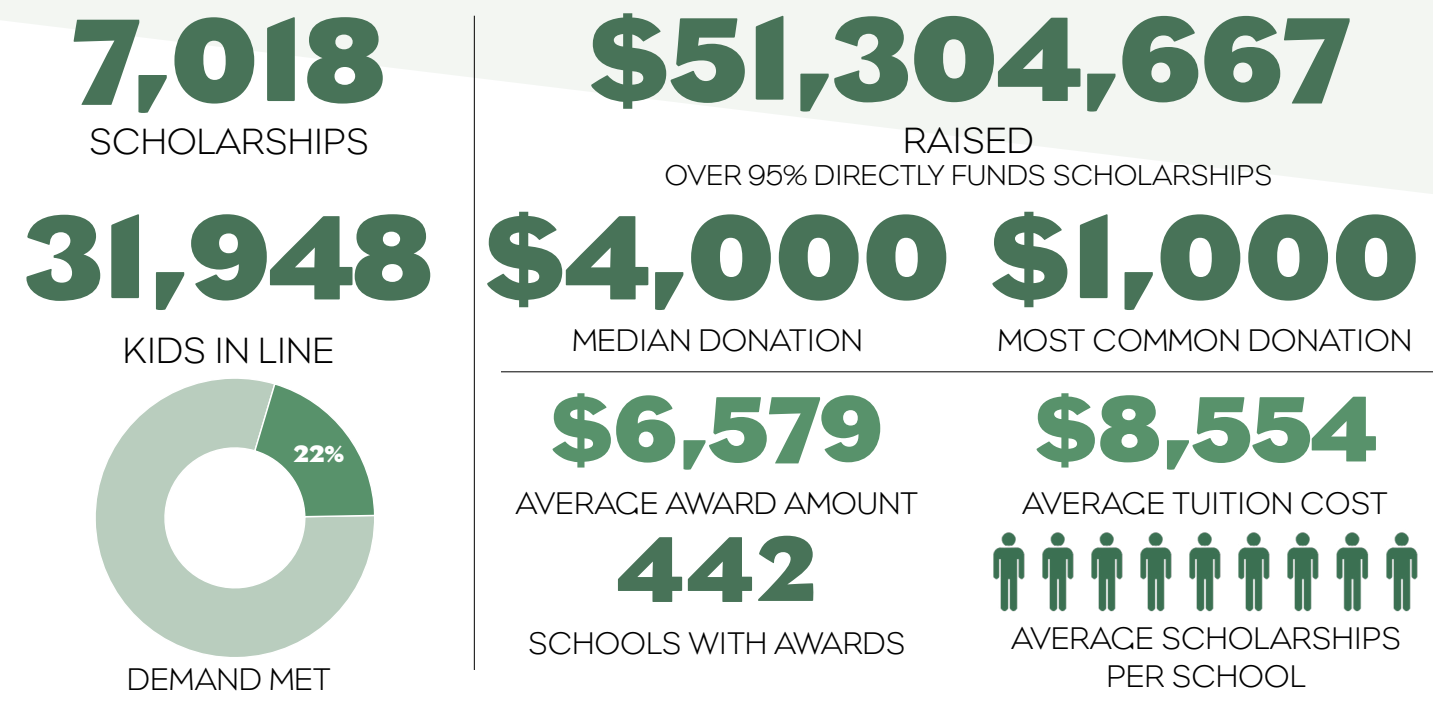 7,018
SCHOLARSHIPS
31,948
KIDS IN LINE
22%
DEMAND MET
$51,304,667
RAISED
OVER 95% DIRECTLY FUNDS SCHOLARSHIPS
$4,000
MEDIAN DONATION
$1,000
MOST COMMON DONATION
$6,579
AVERAGE AWARD AMOUNT
$8,554
AVERAGE TUITION COST
442
SCHOOLS WITH AWARDS
AVERAGE SCHOLARSHIPS
PER SCHOOL